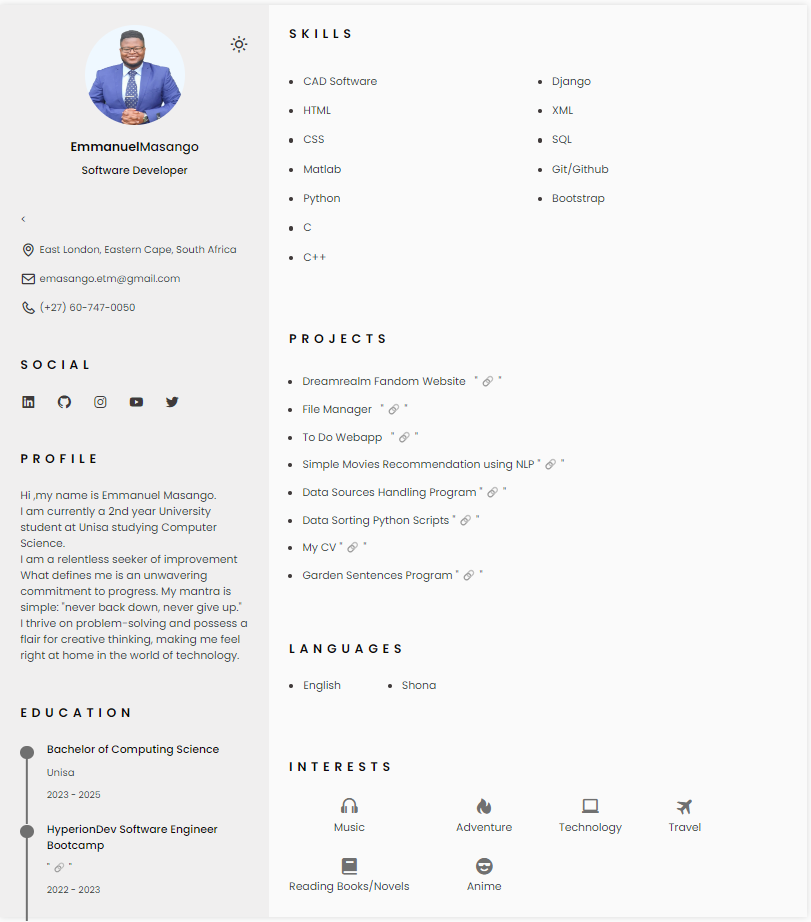 EmmanuelMasango
Software Developer
<
East London, Eastern Cape, South Africa
emasango.etm@gmail.com
(+27) 60-747-0050
SOCIAL
PROFILE
Hi ,my name is Emmanuel Masango.
I am currently a 2nd year University
student at Unisa studying Computer
Science.
I am a relentless seeker of improvement
What defines me is an unwavering
commitment to progress. My mantra is
simple: "never back down, never give up."
I thrive on problem-solving and possess a
flair for creative thinking, making me feel
right at home in the world of technology.
EDUCATION
Bachelor of Computing Science
Unisa
2023 - 2025
HyperionDev Software Engineer
Bootcamp
" 🔗 "
2022 - 2023
SKILLS
CAD Software
HTML
CSS
Matlab
Python
C
C++
Django
XML
SQL
Git/Github
Bootstrap
PROJECTS
Dreamrealm Fandom Website " 🔗 "
File Manager " 🔗 "
To Do Webapp " 🔗 "
Simple Movies Recommendation using NLP " 🔗 "
Data Sources Handling Program " 🔗 "
Data Sorting Python Scripts " 🔗 "
My CV " 🔗 "
Garden Sentences Program " 🔗 "
LANGUAGES
English
Shona
INTERESTS
Music
Adventure
Technology
Travel
Reading Books/Novels
Anime